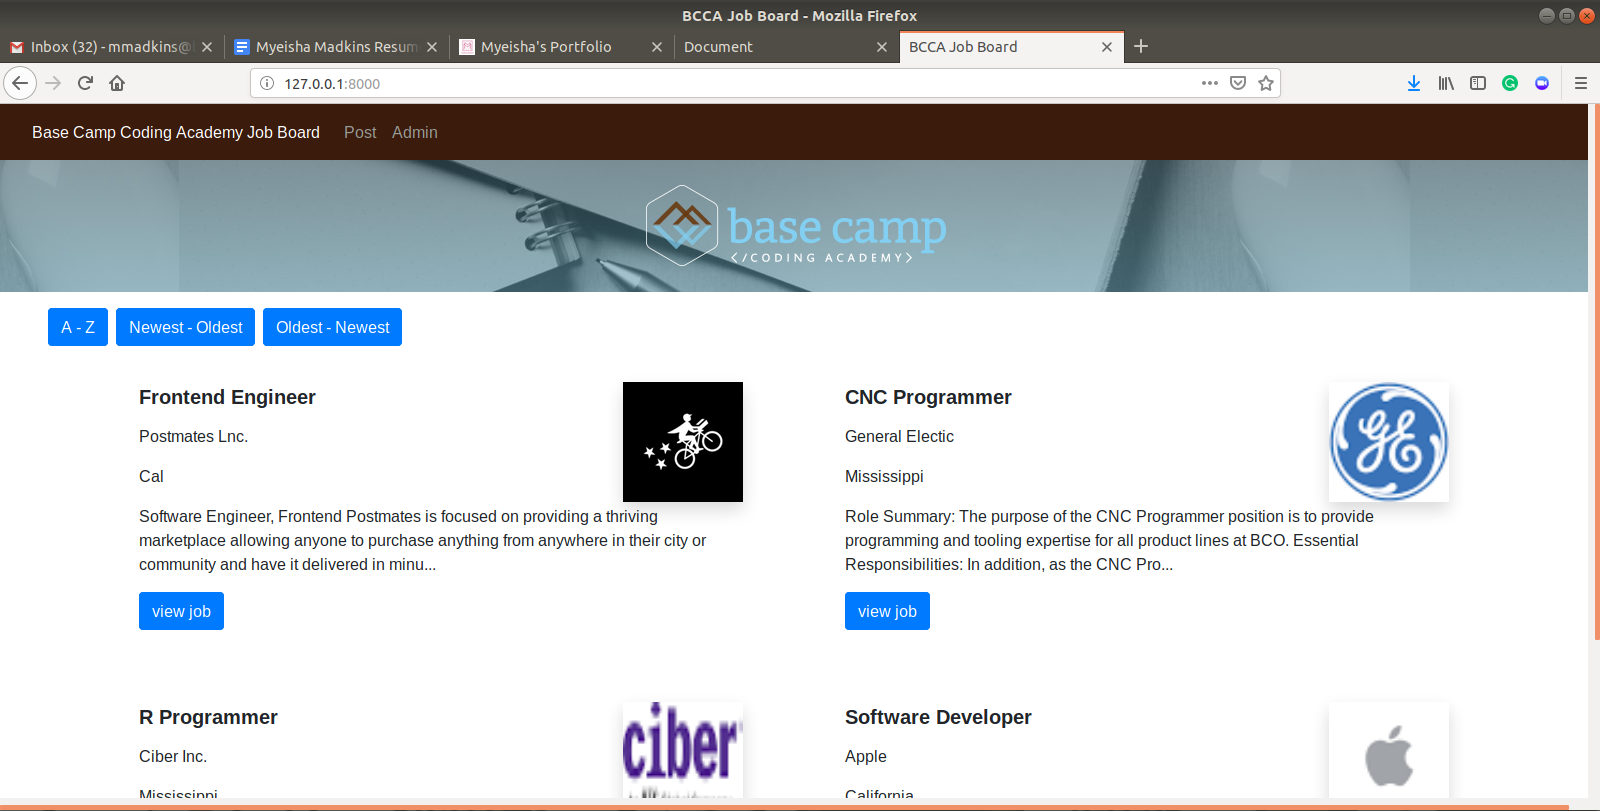 BCCA Job Board - Mozilla Firefox
Inbox (32) - mmadkins@
Myeisha Madkins Resum
Myeisha's Portfolio
Document
BCCA Job Board
127.0.0.1:8000
Base Camp Coding Academy Job Board
Post
Admin
base camp
</CODING ACADEMY>
A - Z
Newest - Oldest
Oldest - Newest
Frontend Engineer
Postmates Lnc.
Cal
Software Engineer, Frontend Postmates is focused on providing a thriving
marketplace allowing anyone to purchase anything from anywhere in their city or
community and have it delivered in minu...
view job
CNC Programmer
General Electic
Mississippi
Role Summary: The purpose of the CNC Programmer position is to provide
programming and tooling expertise for all product lines at BCO. Essential
Responsibilities: In addition, as the CNC Pro...
view job
GE
R Programmer
Ciber Inc.
Mississippi
ciber
Software Developer
Apple
California